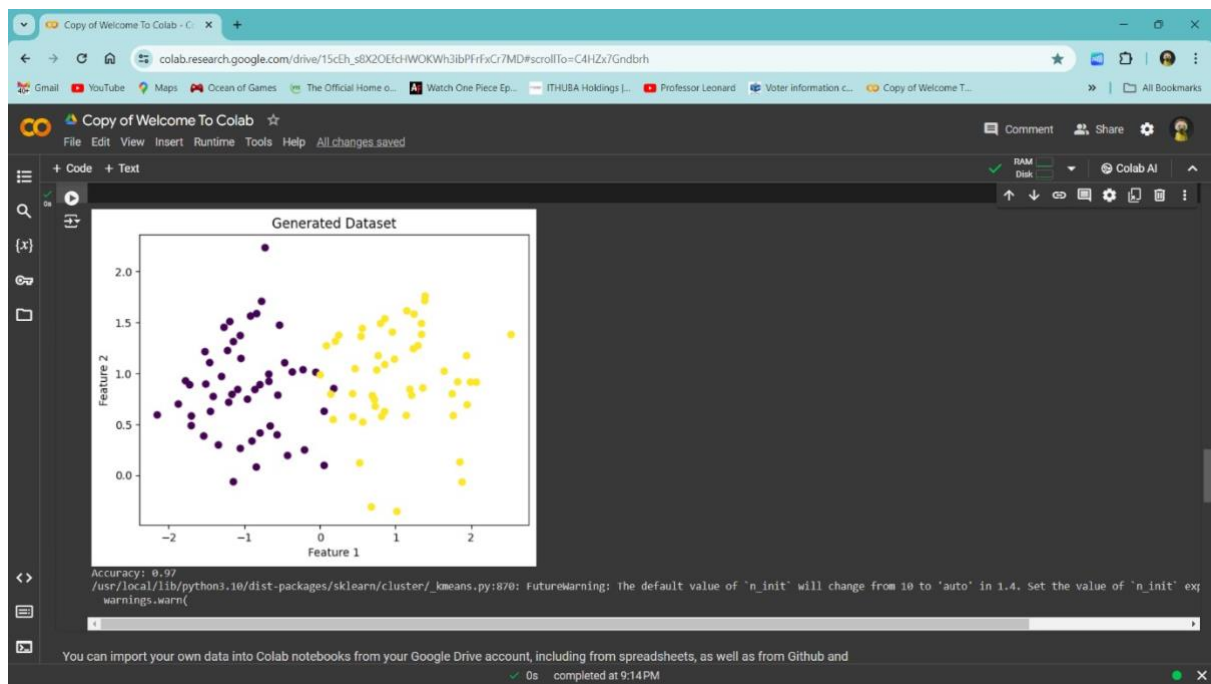 Copy of Welcome To Colab - C
colab.research.google.com/drive/15cEh_s8X2OEfcHWOKWh3ibPFrFxCr7MD#scrollTo=C4HZx7Gndbrh
Gmail YouTube Maps Ocean of Games The Official Home o... Watch One Piece Ep... ITHUBA Holdings |... Professor Leonard Voter information c... Copy of Welcome T... » All Bookmarks
CO Copy of Welcome To Colab
Comment Share
File Edit View Insert Runtime Tools Help All changes saved
+ Code + Text RAM Disk Colab AI
0s
{x}
Generated Dataset
2.0
1.5
1.0
0.5
0.0
Feature 2
−2 −1 0 1 2
Feature 1
Accuracy: 0.97
/usr/local/lib/python3.10/dist-packages/sklearn/cluster/_kmeans.py:870: FutureWarning: The default value of `n_init` will change from 10 to 'auto' in 1.4. Set the value of `n_init` exp
warnings.warn(
You can import your own data into Colab notebooks from your Google Drive account, including from spreadsheets, as well as from Github and
0s completed at 9:14 PM